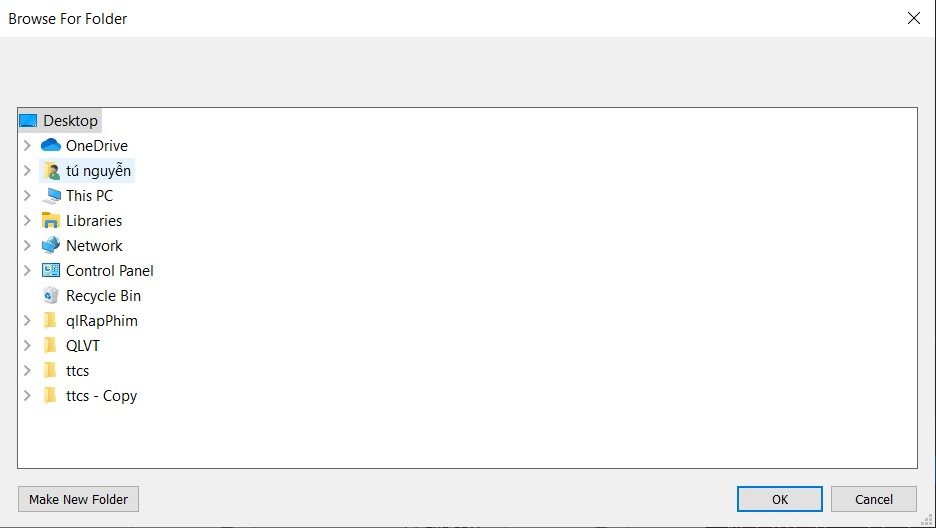 Browse For Folder
Desktop
OneDrive
tú nguyễn
This PC
Libraries
Network
Control Panel
Recycle Bin
qlRapPhim
QLVT
ttcs
ttcs - Copy
Make New Folder
OK
Cancel